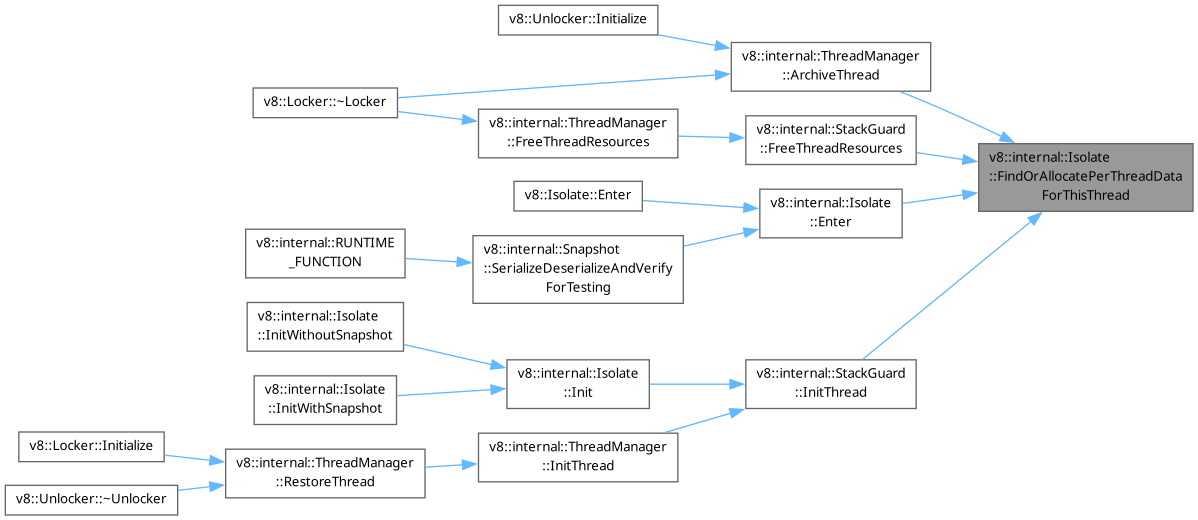 v8::Unlocker::Initialize
v8::internal::ThreadManager
::ArchiveThread
v8::Locker::~Locker
v8::internal::ThreadManager
::FreeThreadResources
v8::internal::StackGuard
::FreeThreadResources
v8::internal::Isolate
::FindOrAllocatePerThreadData
ForThisThread
v8::Isolate::Enter
v8::internal::Isolate
::Enter
v8::internal::RUNTIME
_FUNCTION
v8::internal::Snapshot
::SerializeDeserializeAndVerify
ForTesting
v8::internal::Isolate
::InitWithoutSnapshot
v8::internal::Isolate
::InitWithSnapshot
v8::internal::Isolate
::Init
v8::internal::StackGuard
::InitThread
v8::Locker::Initialize
v8::Unlocker::~Unlocker
v8::internal::ThreadManager
::RestoreThread
v8::internal::ThreadManager
::InitThread